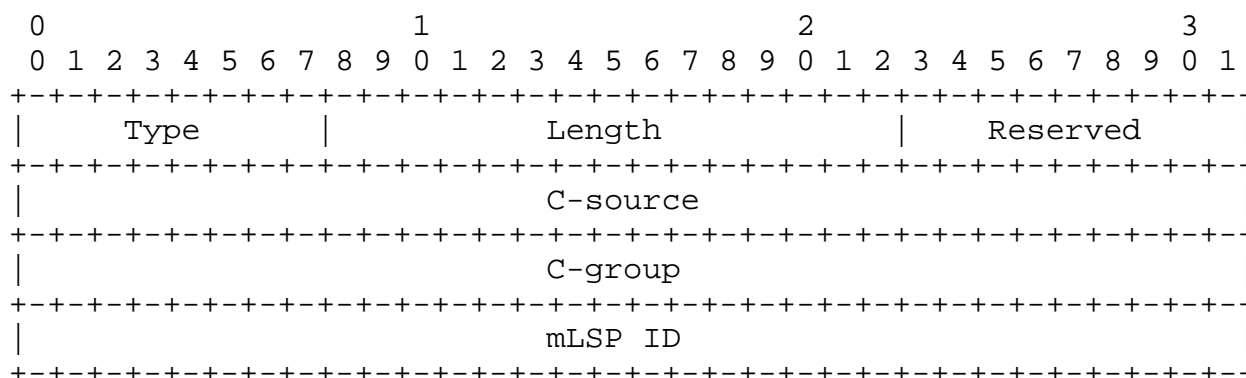 0                   1                   2                   3
 0 1 2 3 4 5 6 7 8 9 0 1 2 3 4 5 6 7 8 9 0 1 2 3 4 5 6 7 8 9 0 1
+-+-+-+-+-+-+-+-+-+-+-+-+-+-+-+-+-+-+-+-+-+-+-+-+-+-+-+-+-+-+-+--
|     Type      |           Length            |    Reserved
+-+-+-+-+-+-+-+-+-+-+-+-+-+-+-+-+-+-+-+-+-+-+-+-+-+-+-+-+-+-+-+--
|                           C-source
+-+-+-+-+-+-+-+-+-+-+-+-+-+-+-+-+-+-+-+-+-+-+-+-+-+-+-+-+-+-+-+--
|                           C-group
+-+-+-+-+-+-+-+-+-+-+-+-+-+-+-+-+-+-+-+-+-+-+-+-+-+-+-+-+-+-+-+--
|                           mLSP ID
+-+-+-+-+-+-+-+-+-+-+-+-+-+-+-+-+-+-+-+-+-+-+-+-+-+-+-+-+-+-+-+--